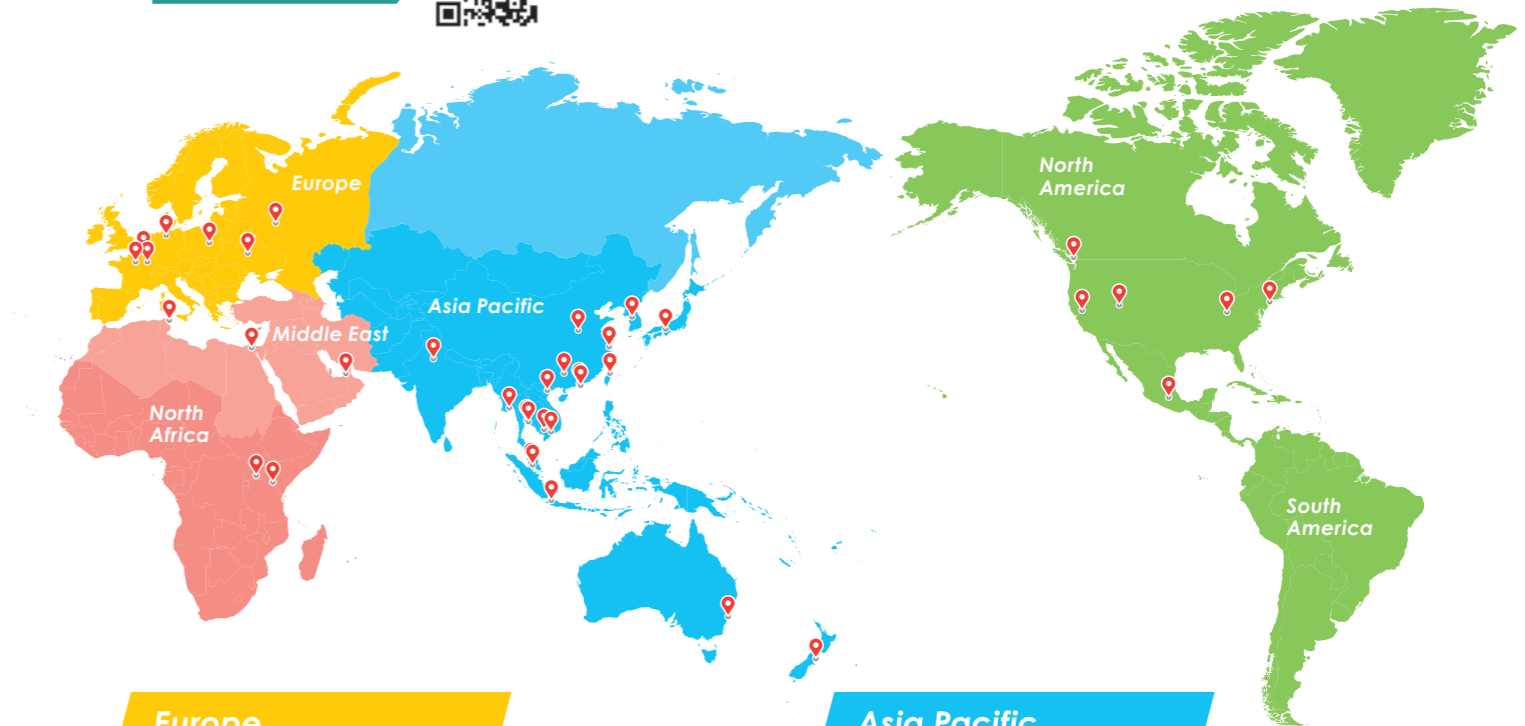 Europe
North
America
Asia Pacific
Middle East
North
Africa
South
America
Europe
Asia Pacific